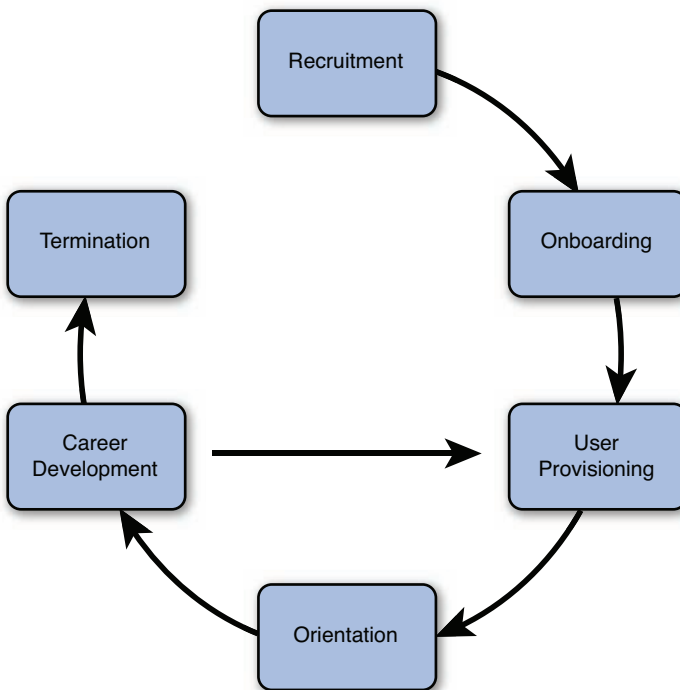 Recruitment
Onboarding
User
Provisioning
Orientation
Career
Development
Termination